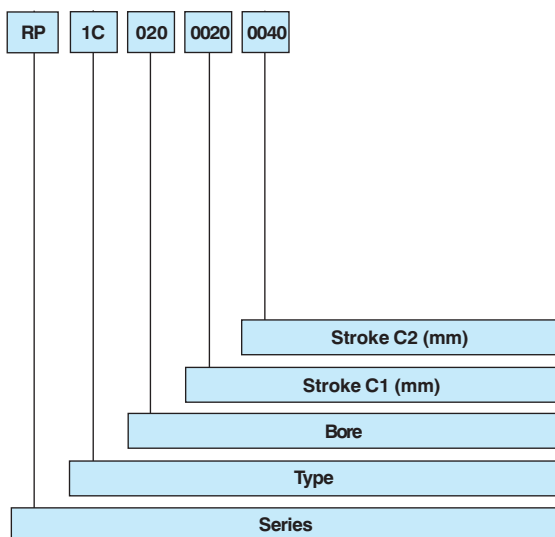 RP 1C 020 0020 0040
Stroke C2 (mm)
Stroke C1 (mm)
Bore
Type
Series